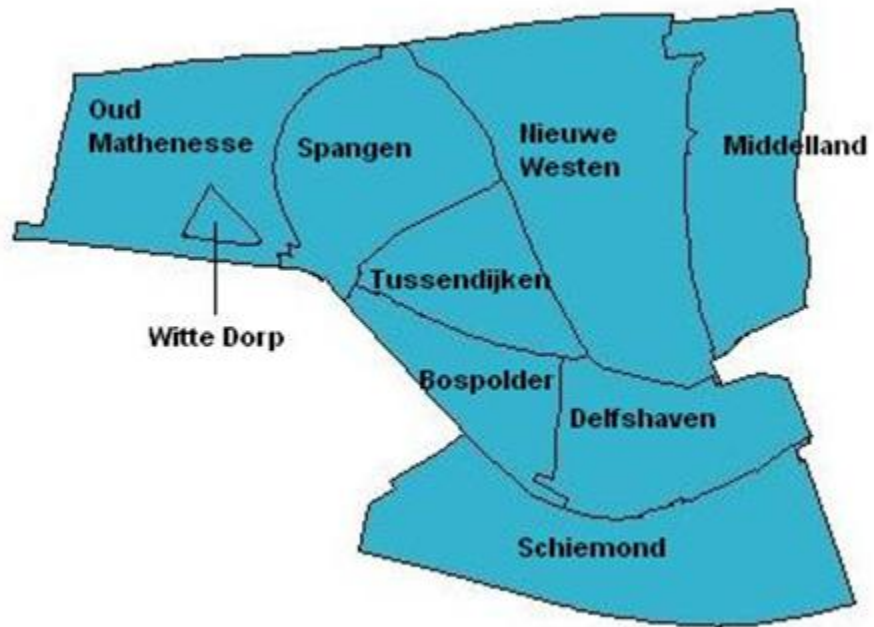 Oud
Mathenesse
Spangen
Nieuwe
Westen
Middelland
Tussendijken
Witte Dorp
Bospolder
Delfshaven
Schiemond